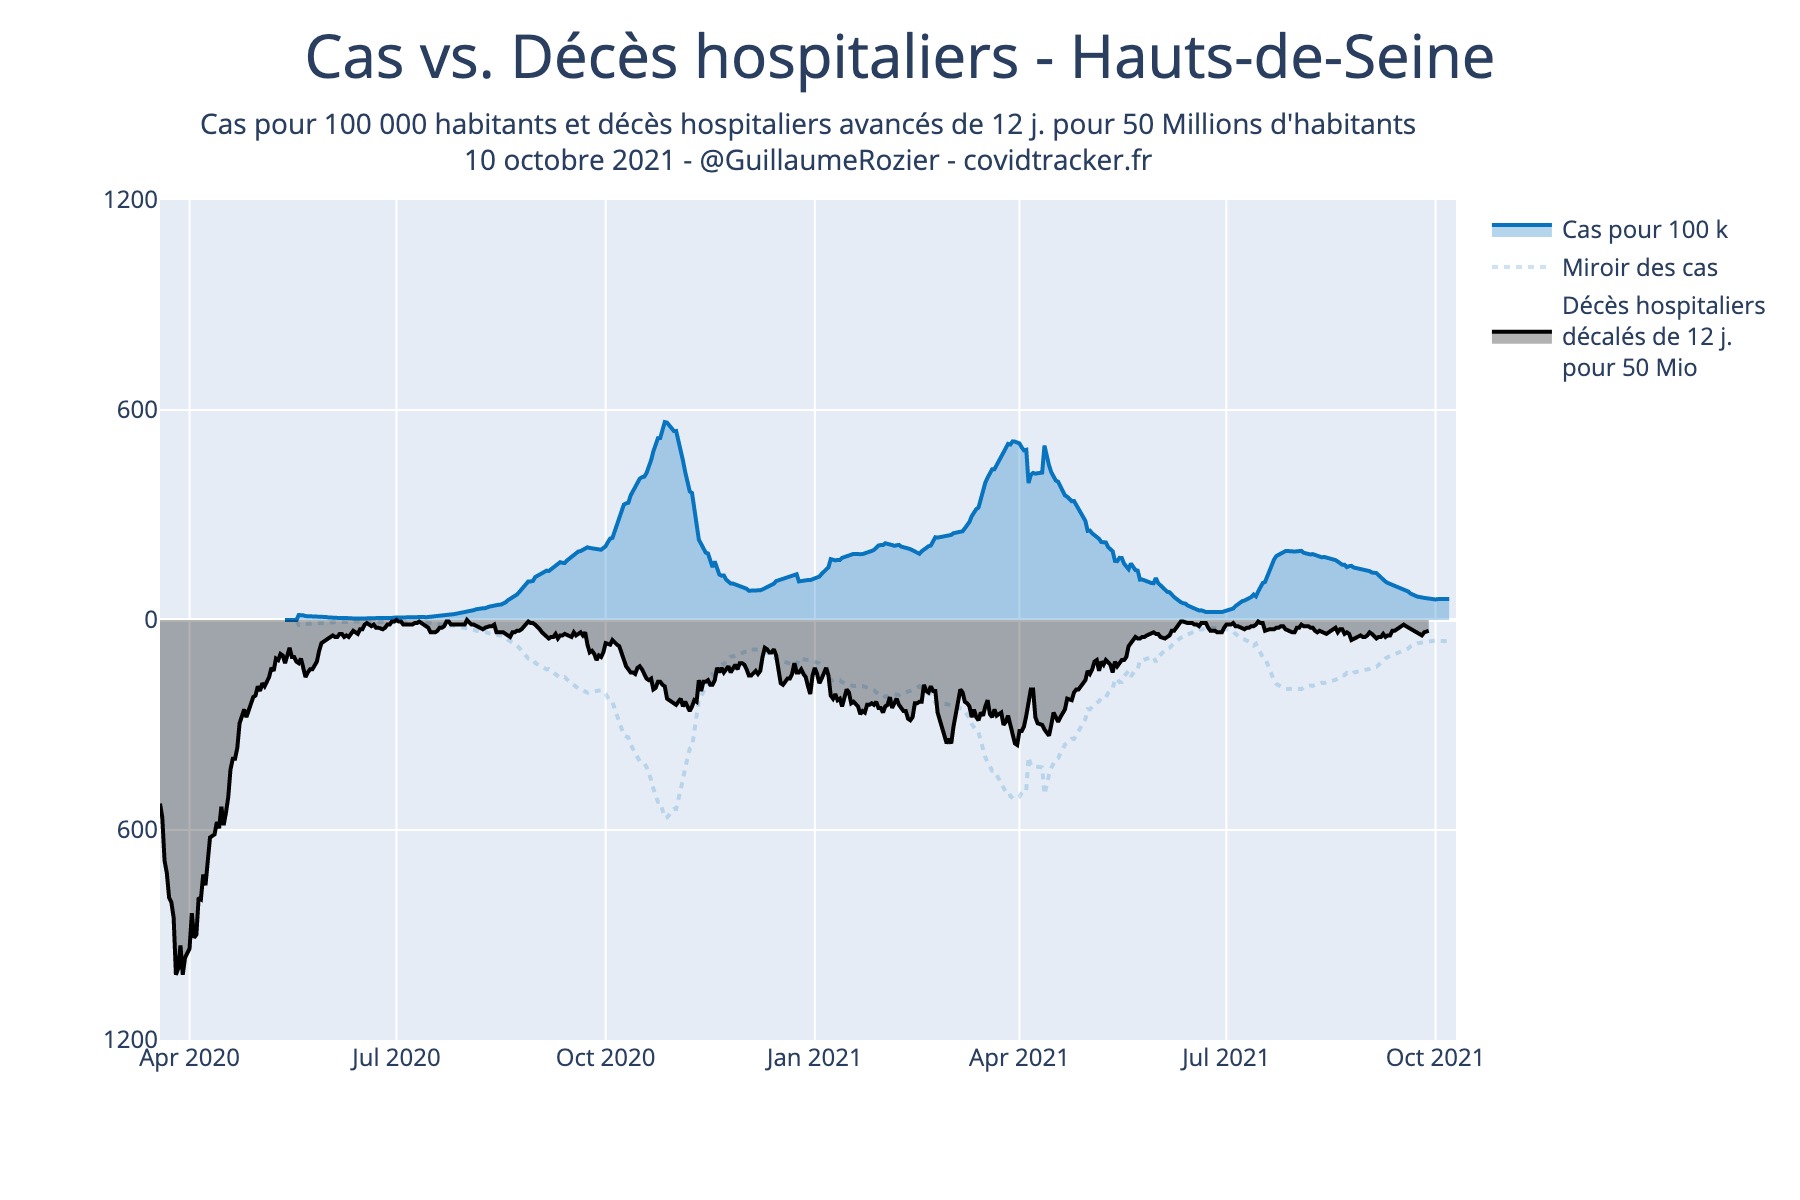 Cas vs. Décès hospitaliers - Hauts-de-Seine
Cas pour 100 000 habitants et décès hospitaliers avancés de 12 j. pour 50 Millions d'habitants
10 octobre 2021 - @GuillaumeRozier - covidtracker.fr
1200
600
0
600
1200
Apr 2020
Jul 2020
Oct 2020
Jan 2021
Apr 2021
Jul 2021
Oct 2021
Cas pour 100 k
Miroir des cas
Décès hospitaliers
décalés de 12 j.
pour 50 Mio